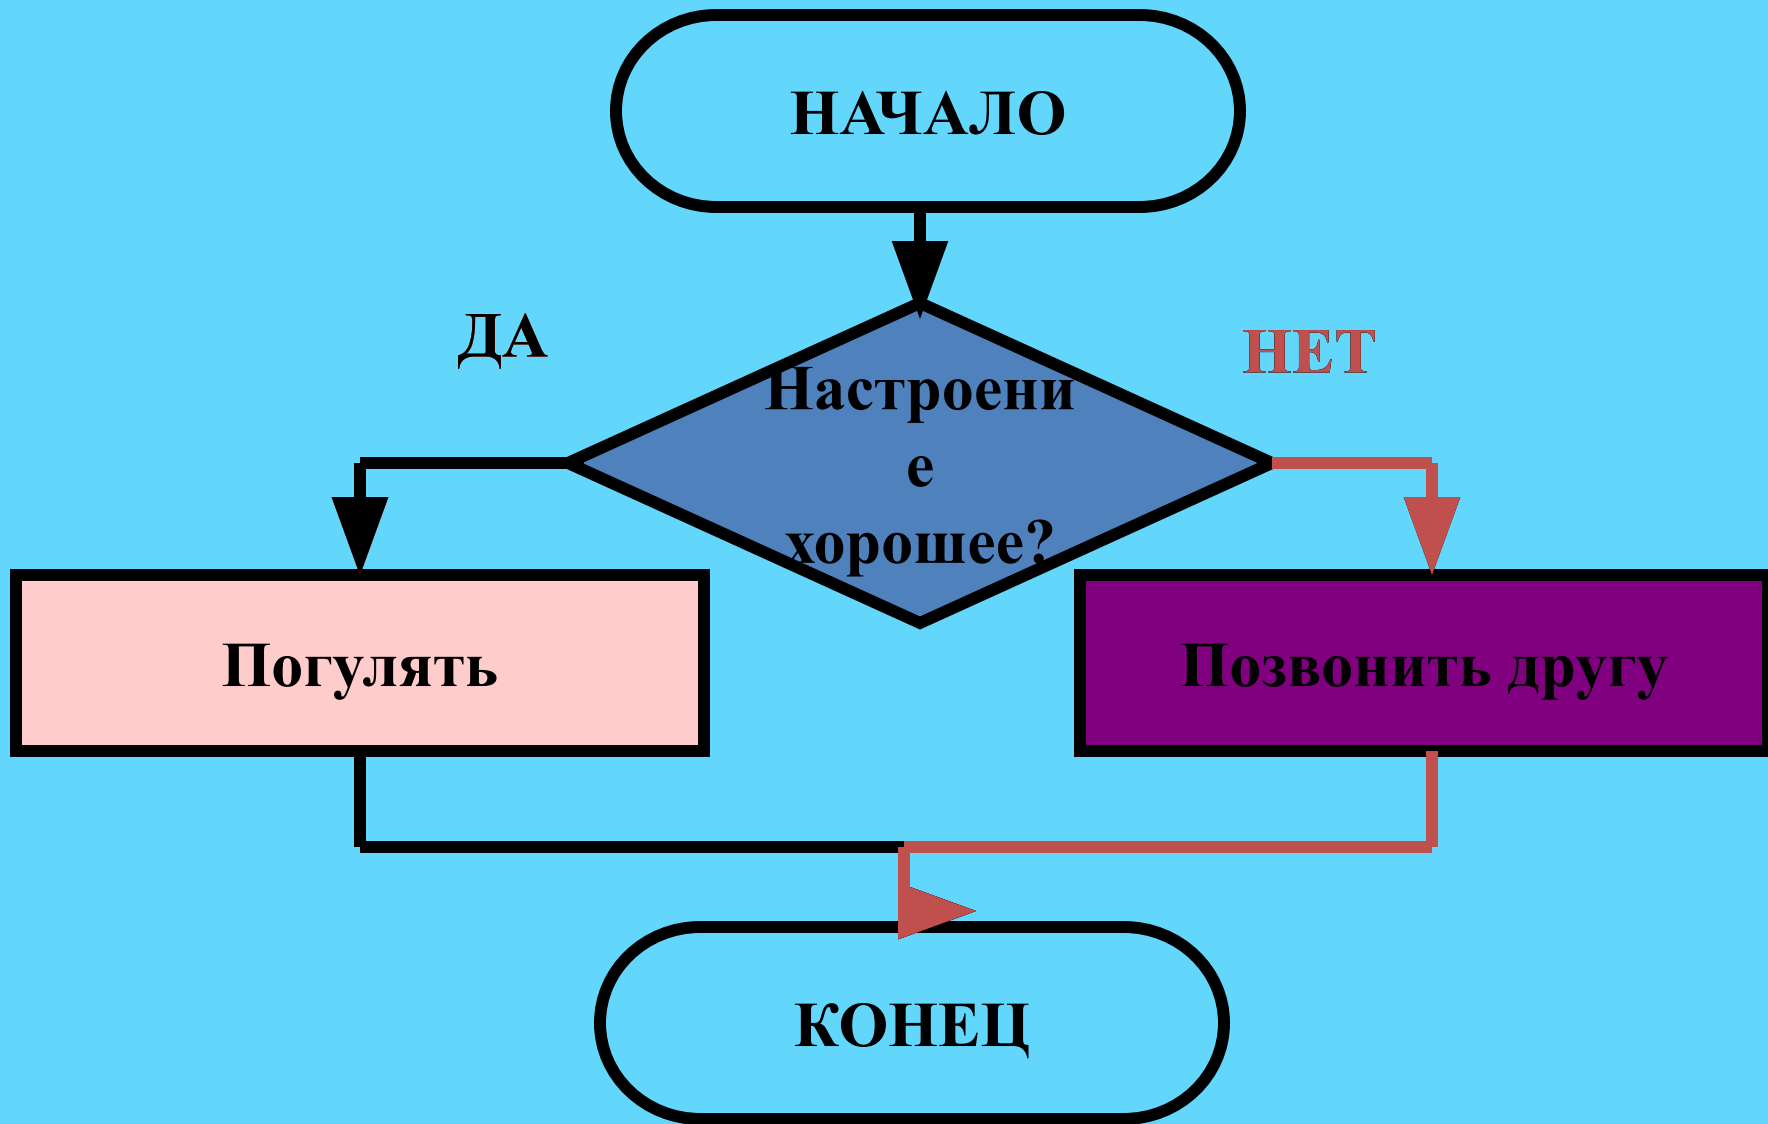 НАЧАЛО
ДА
НЕТ
Настроени
е
хорошее?
Погулять
Позвонить другу
КОНЕЦ